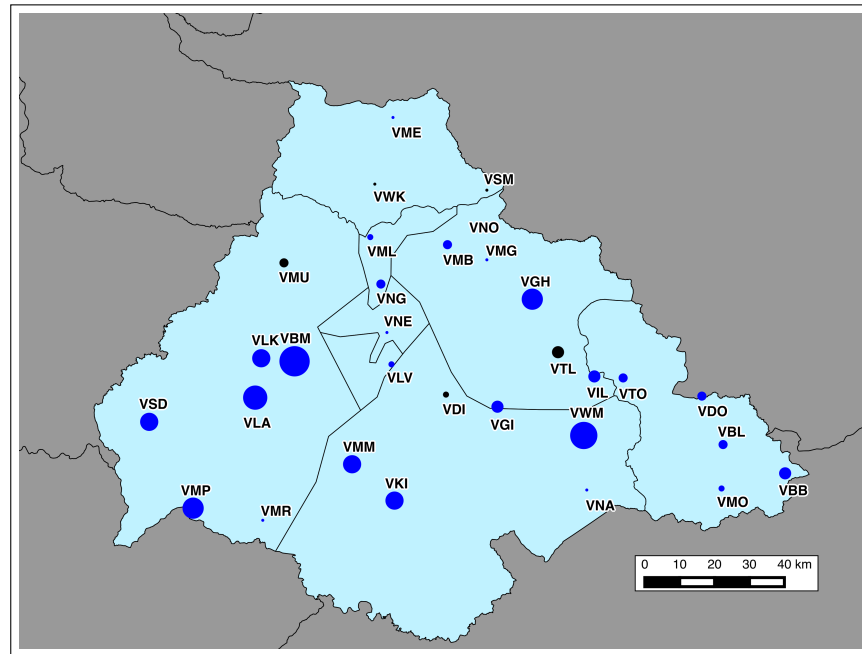 VME
VWK
VSM
VNO
VML
VMB
VMG
VMU
VNG
VGH
VNE
VLK
VBM
VLV
VTL
VIL
VTO
VSD
VLA
VDI
VGI
VWM
VDO
VBL
VMM
VKI
VBB
VMP
VMR
VNA
VMO
0 10 20 30 40 km